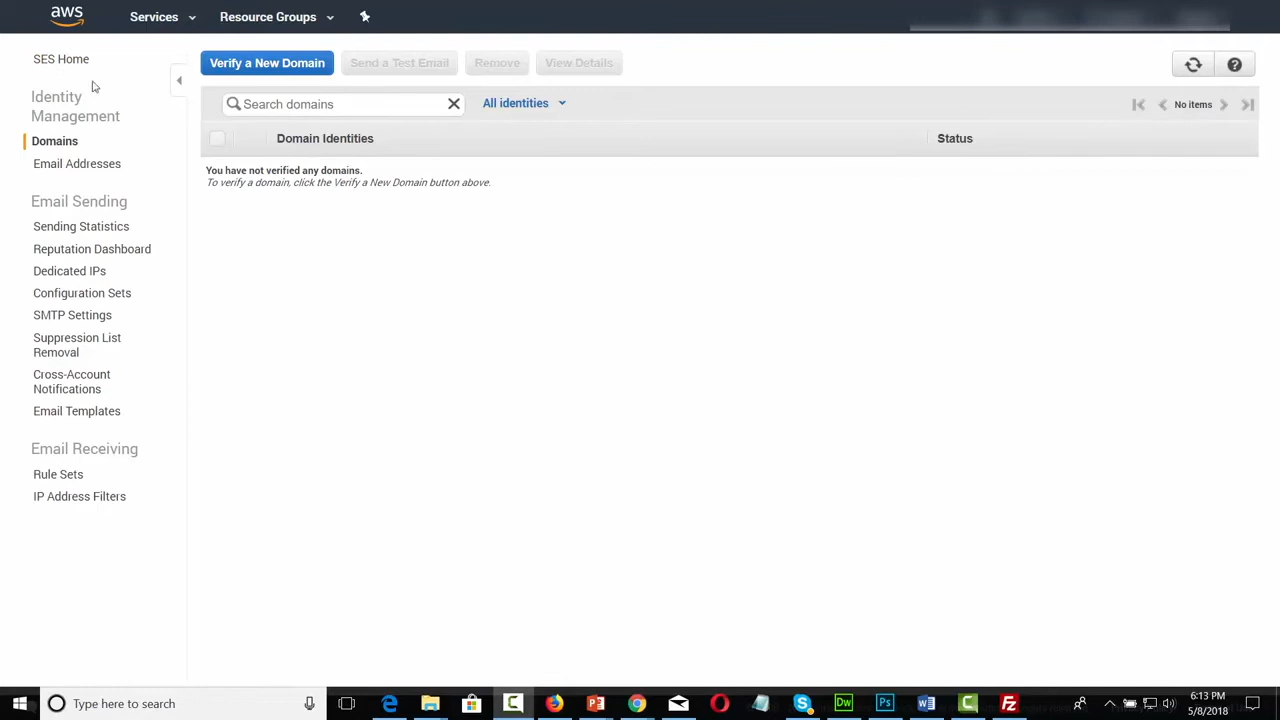 aws
Services
Resource Groups
SES Home
Identity
Management
Domains
Email Addresses
Email Sending
Sending Statistics
Reputation Dashboard
Dedicated IPs
Configuration Sets
SMTP Settings
Suppression List
Removal
Cross-Account
Notifications
Email Templates
Email Receiving
Rule Sets
IP Address Filters
Verify a New Domain
Send a Test Email
Remove
View Details
Search domains
All identities
No items
Domain Identities
Status
You have not verified any domains.
To verify a domain, click the Verify a New Domain button above.
Type here to search
Dw
Ps
6:13 PM
5/8/2018